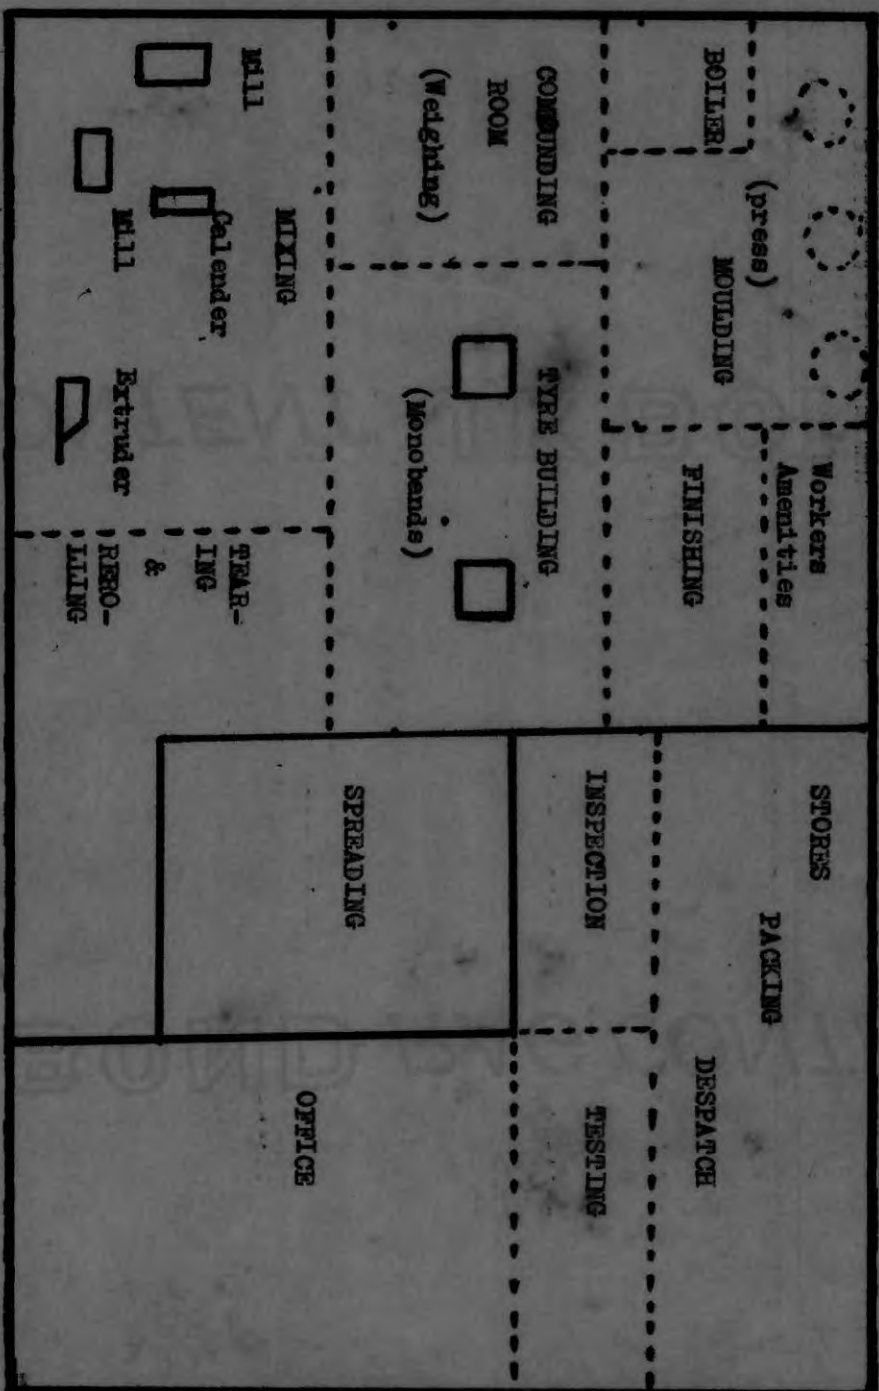 Workers
Amenities
STORES
PACKING
DESPATCH
BOILER
(press)
MOULDING
FINISHING
INSPECTION
TESTING
COMPOUNDING
ROOM
(Weighing)
TYRE BUILDING
(Monobands)
SPREADING
OFFICE
MIXING
Mill
Calender
Mill
Extruder
TEAR-
ING
&
RERO-
LLING